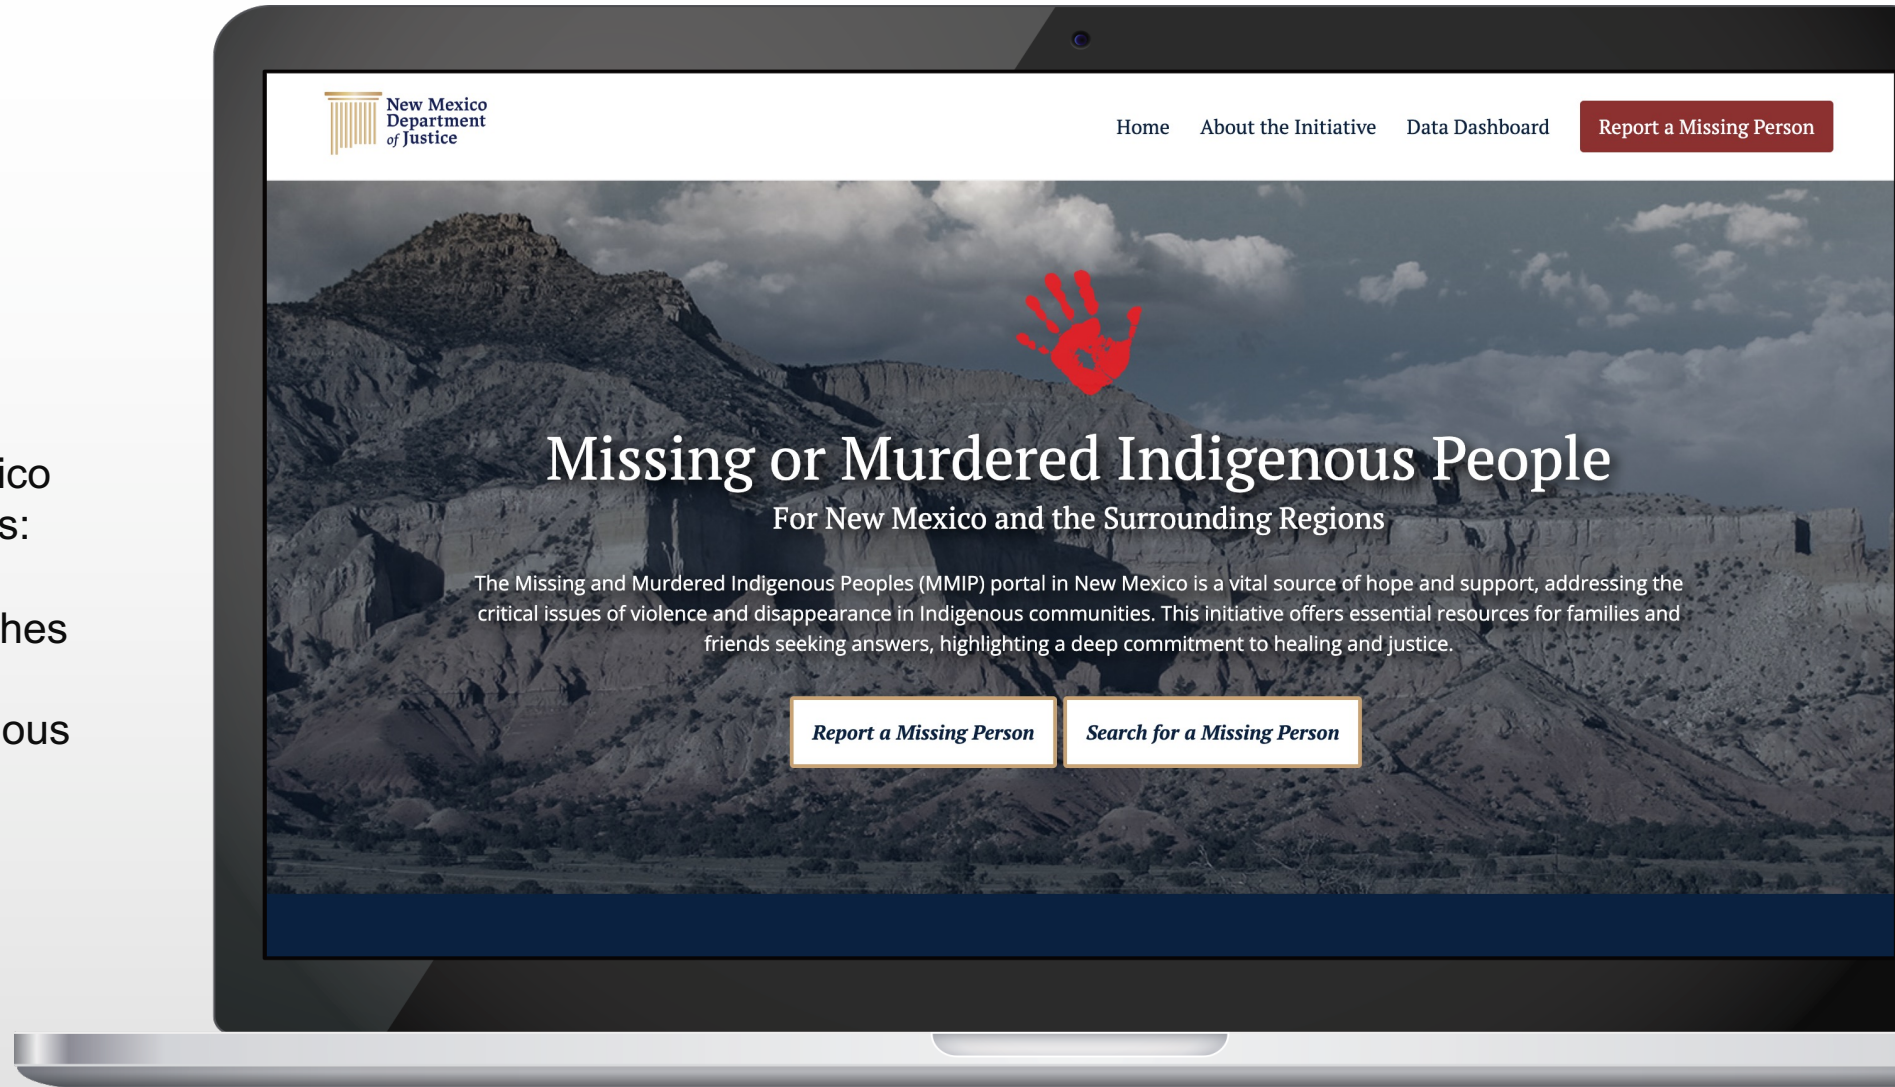 ico
s:
hes
ous
New Mexico
Department
of Justice
Home About the Initiative Data Dashboard Report a Missing Person
Missing or Murdered Indigenous People
For New Mexico and the Surrounding Regions
The Missing and Murdered Indigenous Peoples (MMIP) portal in New Mexico is a vital source of hope and support, addressing the
critical issues of violence and disappearance in Indigenous communities. This initiative offers essential resources for families and
friends seeking answers, highlighting a deep commitment to healing and justice.
Report a Missing Person Search for a Missing Person